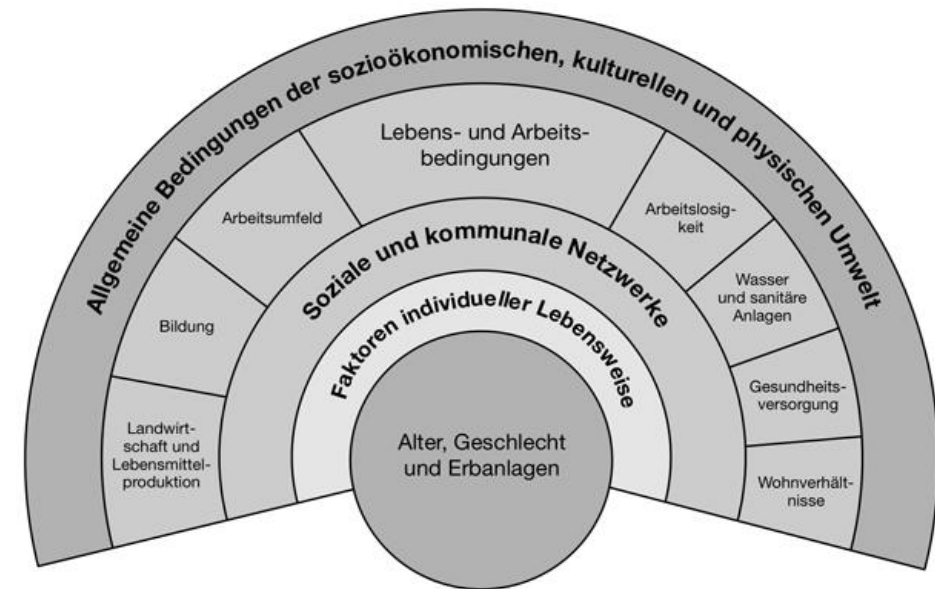 Allgemeine Bedingungen der sozioökonomischen, kulturellen und physischen Umwelt
Lebens- und Arbeits-
bedingungen
Landwirt-
schaft und
Lebensmittel-
produktion
Bildung
Arbeitsumfeld
Arbeitslosig-
keit
Wasser
und sanitäre
Anlagen
Gesundheits-
versorgung
Wohnverhält-
nisse
Soziale und kommunale Netzwerke
Faktoren individueller Lebensweise
Alter, Geschlecht
und Erbanlagen